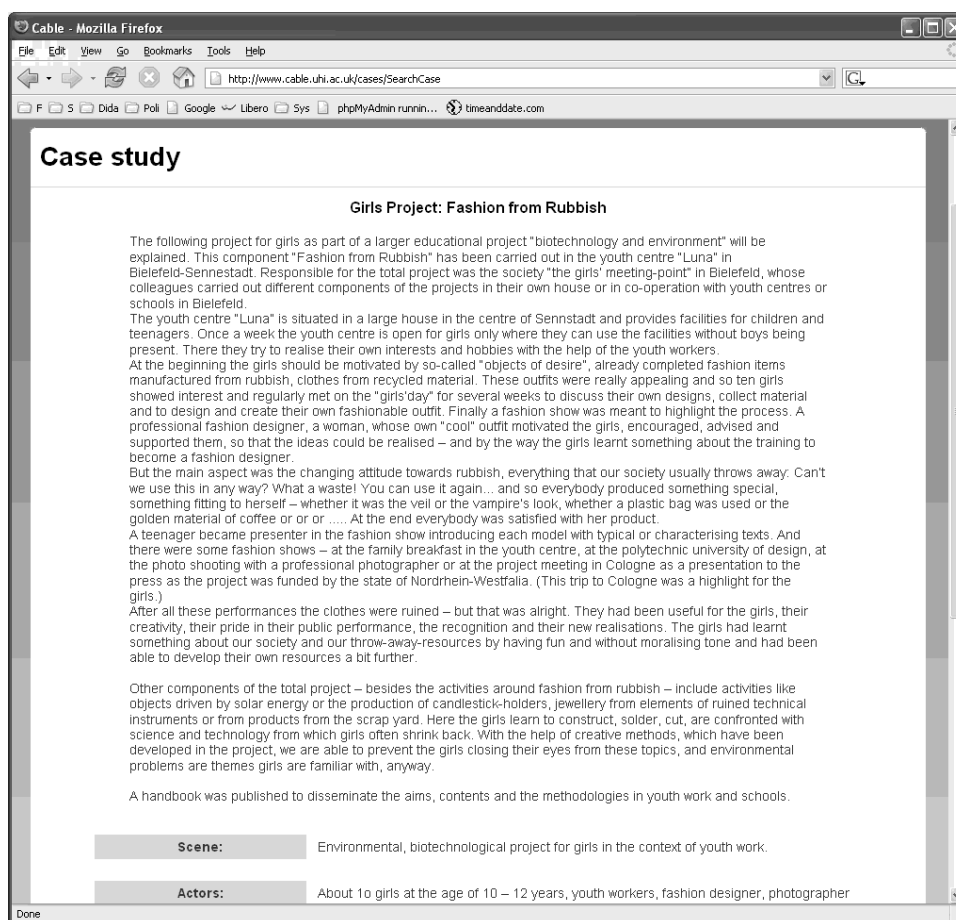 Cable - Mozilla Firefox
File Edit View Go Bookmarks Tools Help
http://www.cable.uhi.ac.uk/cases/SearchCase
G
F S Dida Poli Google Libero Sys phpMyAdmin runnin... timeanddate.com
Case study
Girls Project: Fashion from Rubbish
The following project for girls as part of a larger educational project "biotechnology and environment" will be
explained. This component "Fashion from Rubbish" has been carried out in the youth centre "Luna" in
Bielefeld-Sennestadt. Responsible for the total project was the society "the girls' meeting-point" in Bielefeld, whose
colleagues carried out different components of the projects in their own house or in co-operation with youth centres or
schools in Bielefeld.
The youth centre "Luna" is situated in a large house in the centre of Sennstadt and provides facilities for children and
teenagers. Once a week the youth centre is open for girls only where they can use the facilities without boys being
present. There they try to realise their own interests and hobbies with the help of the youth workers.
At the beginning the girls should be motivated by so-called "objects of desire", already completed fashion items
manufactured from rubbish, clothes from recycled material. These outfits were really appealing and so ten girls
showed interest and regularly met on the "girls'day" for several weeks to discuss their own designs, collect material
and to design and create their own fashionable outfit. Finally a fashion show was meant to highlight the process. A
professional fashion designer, a woman, whose own "cool" outfit motivated the girls, encouraged, advised and
supported them, so that the ideas could be realised – and by the way the girls learnt something about the training to
become a fashion designer.
But the main aspect was the changing attitude towards rubbish, everything that our society usually throws away: Can't
we use this in any way? What a waste! You can use it again... and so everybody produced something special,
something fitting to herself – whether it was the veil or the vampire's look, whether a plastic bag was used or the
golden material of coffee or or or ..... At the end everybody was satisfied with her product.
A teenager became presenter in the fashion show introducing each model with typical or characterising texts. And
there were some fashion shows – at the family breakfast in the youth centre, at the polytechnic university of design, at
the photo shooting with a professional photographer or at the project meeting in Cologne as a presentation to the
press as the project was funded by the state of Nordrhein-Westfalia. (This trip to Cologne was a highlight for the
girls.)
After all these performances the clothes were ruined – but that was alright. They had been useful for the girls, their
creativity, their pride in their public performance, the recognition and their new realisations. The girls had learnt
something about our society and our throw-away-resources by having fun and without moralising tone and had been
able to develop their own resources a bit further.
Other components of the total project – besides the activities around fashion from rubbish – include activities like
objects driven by solar energy or the production of candlestick-holders, jewellery from elements of ruined technical
instruments or from products from the scrap yard. Here the girls learn to construct, solder, cut, are confronted with
science and technology from which girls often shrink back. With the help of creative methods, which have been
developed in the project, we are able to prevent the girls closing their eyes from these topics, and environmental
problems are themes girls are familiar with, anyway.
A handbook was published to disseminate the aims, contents and the methodologies in youth work and schools.
Scene: Environmental, biotechnological project for girls in the context of youth work.
Actors: About 1o girls at the age of 10 – 12 years, youth workers, fashion designer, photographer
Done